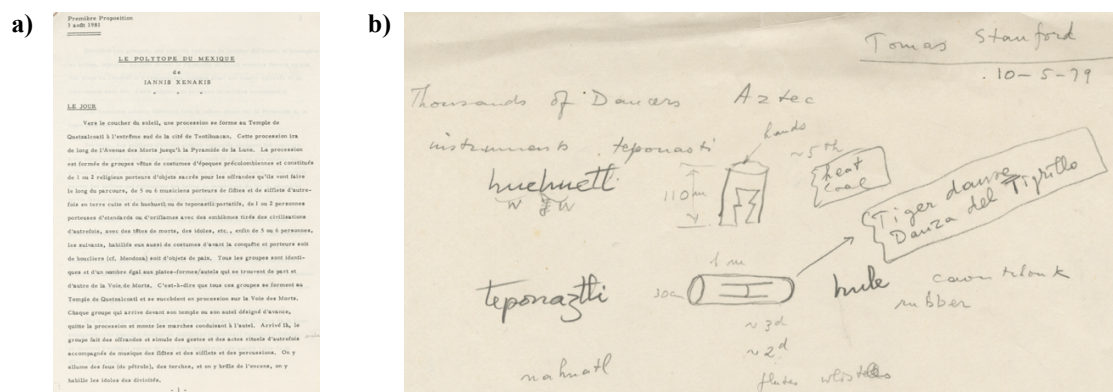 a)
Première Proposition
3 août 1981
LE POLYTOPE DU MEXIQUE
de
IANNIS XENAKIS
LE JOUR
Vers le coucher du soleil, une procession se forme au Temple de
Quetzalcoatl à l'extrême sud de la cité de Teotihuacan. Cette procession ira
de long de l'Avenue des Morts jusqu'à la Pyramide de la Lune. La procession
est formée de groupes vêtus de costumes d'époques précolombiennes et constitués
de 1 ou 2 religieux porteurs d'objets sacrés pour les offrandes qu'ils vont faire
le long du parcours, de 5 ou 6 musiciens porteurs de flûtes et de sifflets d'autre-
fois en terre cuite et de huehuetl ou de teponaztli portatifs, de 1 ou 2 personnes
porteuses d'étendards ou d'oriflames avec des emblèmes tirés des civilisations
d'autrefois, avec des têtes de morts, des idoles, etc., enfin de 5 ou 6 personnes,
les suivants, habillés eux aussi de costumes d'avant la conquête et porteurs soit
de boucliers (cf. Mendoza) soit d'objets de paix. Tous les groupes sont identi-
ques et d'un nombre égal aux plates-formes/autels qui se trouvent de part et
d'autre de la Voie des Morts. C'est-à-dire que tous ces groupes se forment au
Temple de Quetzalcoatl et se succèdent en procession sur la Voie des Morts.
Chaque groupe qui arrive devant son temple ou son autel désigné d'avance,
quitte la procession et monte les marches conduisant à l'autel. Arrivé là, le
groupe fait des offrandes et simule des gestes et des actes rituels d'autrefois
accompagnés de musique des flûtes et des sifflets et des percussions. On y
allume des feux (de pétrole), des torches, et on y brûle de l'encens, on y
habille les idoles des divinités.
- 1 -
b)
Tomas Stanford
10-5-79
Thousands of Dancers Aztec
instruments teponasti
hands
~5th
huehuetl
w w
110m
heat
coal
Tiger danse
Danza del Tigrillo
1 m
teponaztli
30cm
hule caoutchouk
rubber
~3d
~2d
nahuatl
flutes whistles